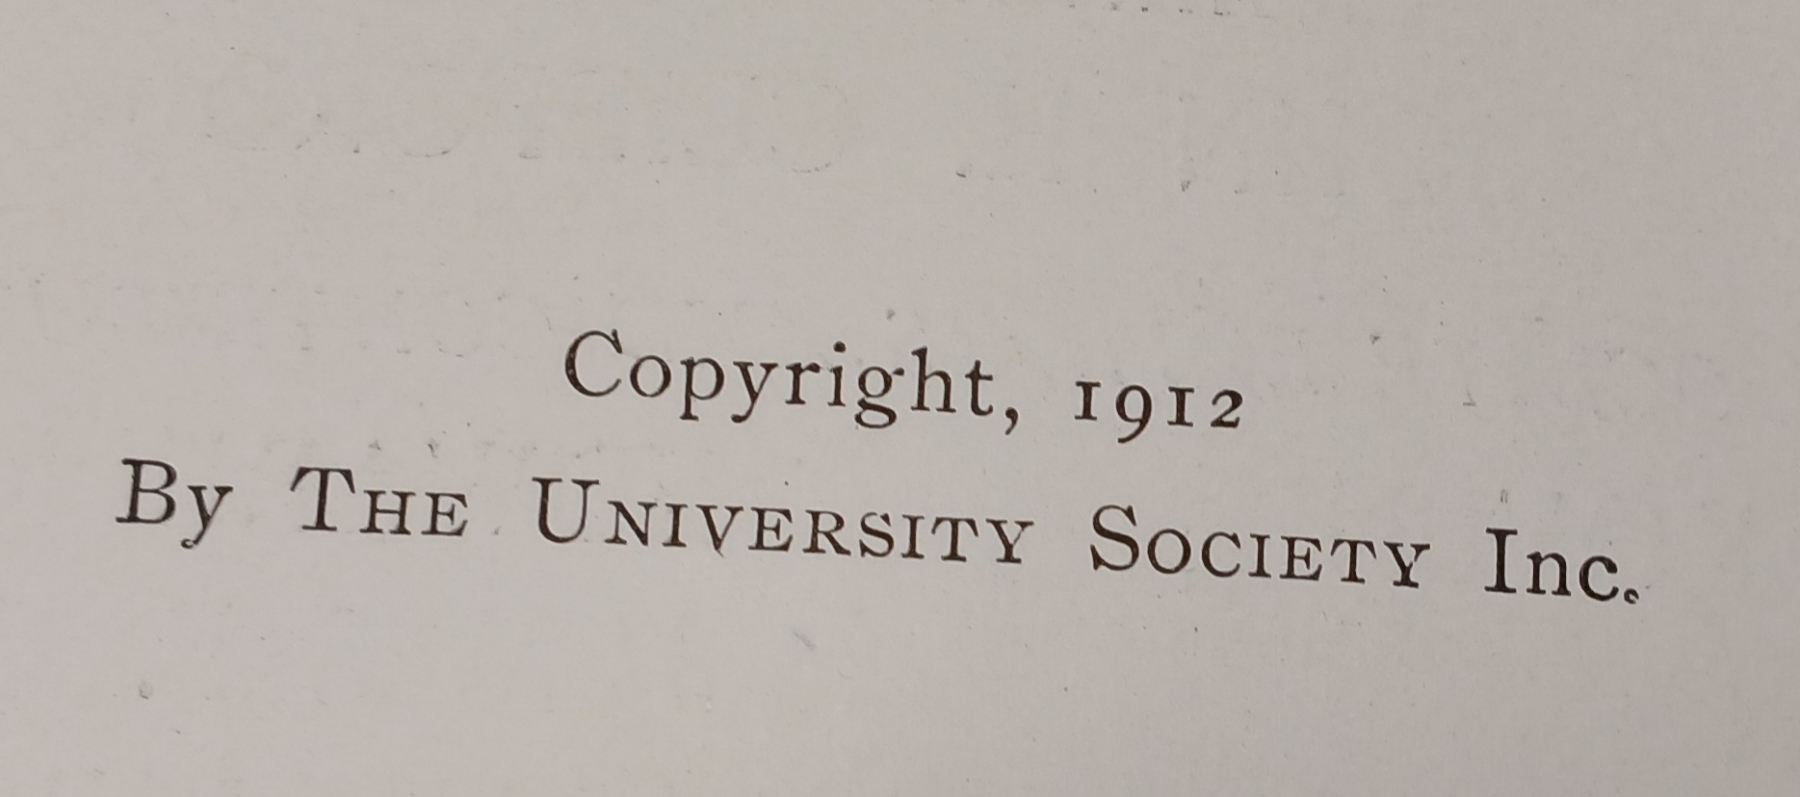 Copyright, 1912
By THE UNIVERSITY SOCIETY Inc.